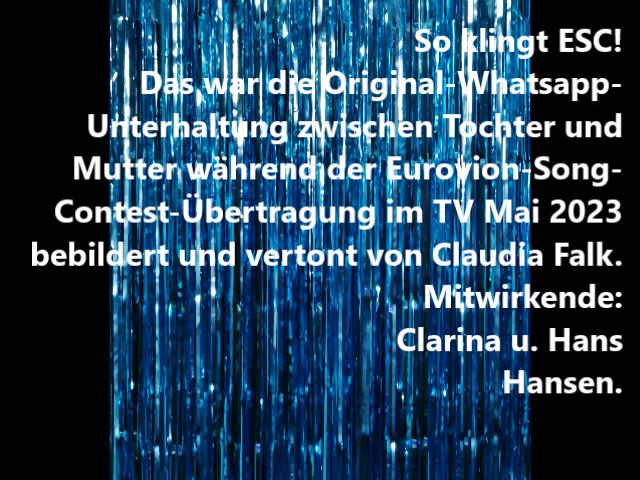 So klingt ESC!
Das war die Original-Whatsapp-
Unterhaltung zwischen Tochter und
Mutter während der Eurovion-Song-
Contest-Übertragung im TV Mai 2023
bebildert und vertont von Claudia Falk.
Mitwirkende:
Clarina u. Hans
Hansen.